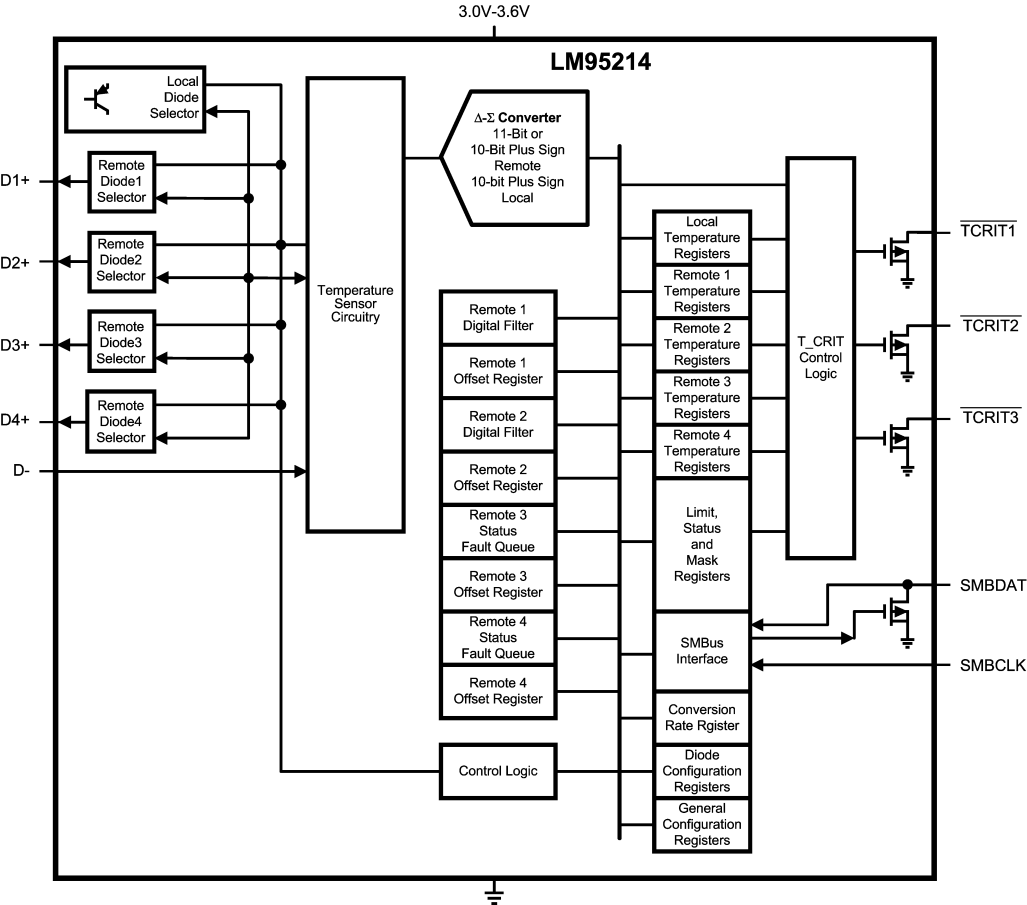 3.0V-3.6V
LM95214
Local
Diode
Selector
D1+
Remote
Diode1
Selector
D2+
Remote
Diode2
Selector
D3+
Remote
Diode3
Selector
D4+
Remote
Diode4
Selector
D-
Temperature
Sensor
Circuitry
Δ-Σ Converter
11-Bit or
10-Bit Plus Sign
Remote
10-bit Plus Sign
Local
Remote 1
Digital Filter
Remote 1
Offset Register
Remote 2
Digital Filter
Remote 2
Offset Register
Remote 3
Status
Fault Queue
Remote 3
Offset Register
Remote 4
Status
Fault Queue
Remote 4
Offset Register
Control Logic
Local
Temperature
Registers
Remote 1
Temperature
Registers
Remote 2
Temperature
Registers
Remote 3
Temperature
Registers
Remote 4
Temperature
Registers
Limit,
Status
and
Mask
Registers
SMBus
Interface
Conversion
Rate Rgister
Diode
Configuration
Registers
General
Configuration
Registers
T_CRIT
Control
Logic
TCRIT1
TCRIT2
TCRIT3
SMBDAT
SMBCLK